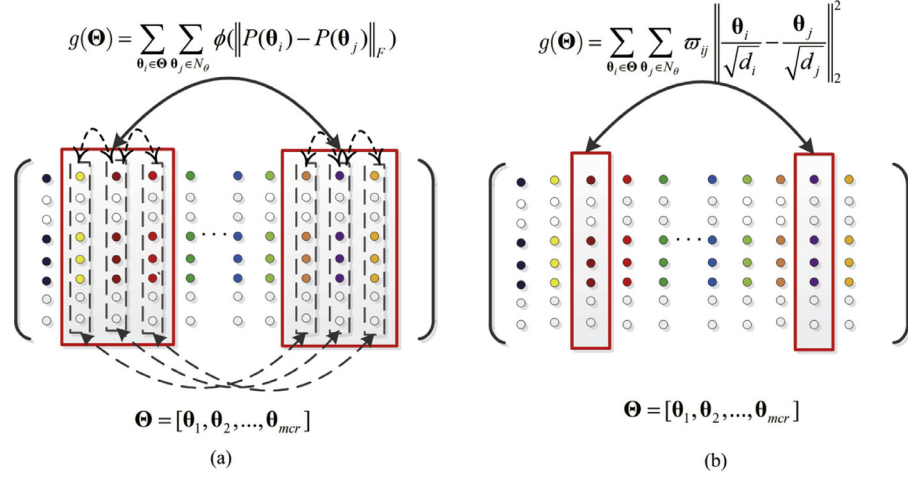 g(Θ) = ∑_{θ_i∈Θ} ∑_{θ_j∈N_θ} ϕ(‖P(θ_i) − P(θ_j)‖_F)
g(Θ) = ∑_{θ_i∈Θ} ∑_{θ_j∈N_θ} ϖ_{ij} ‖θ_i/√d_i − θ_j/√d_j‖_2^2
...
...
Θ = [θ_1, θ_2, ..., θ_{mcr}]
Θ = [θ_1, θ_2, ..., θ_{mcr}]
(a)
(b)